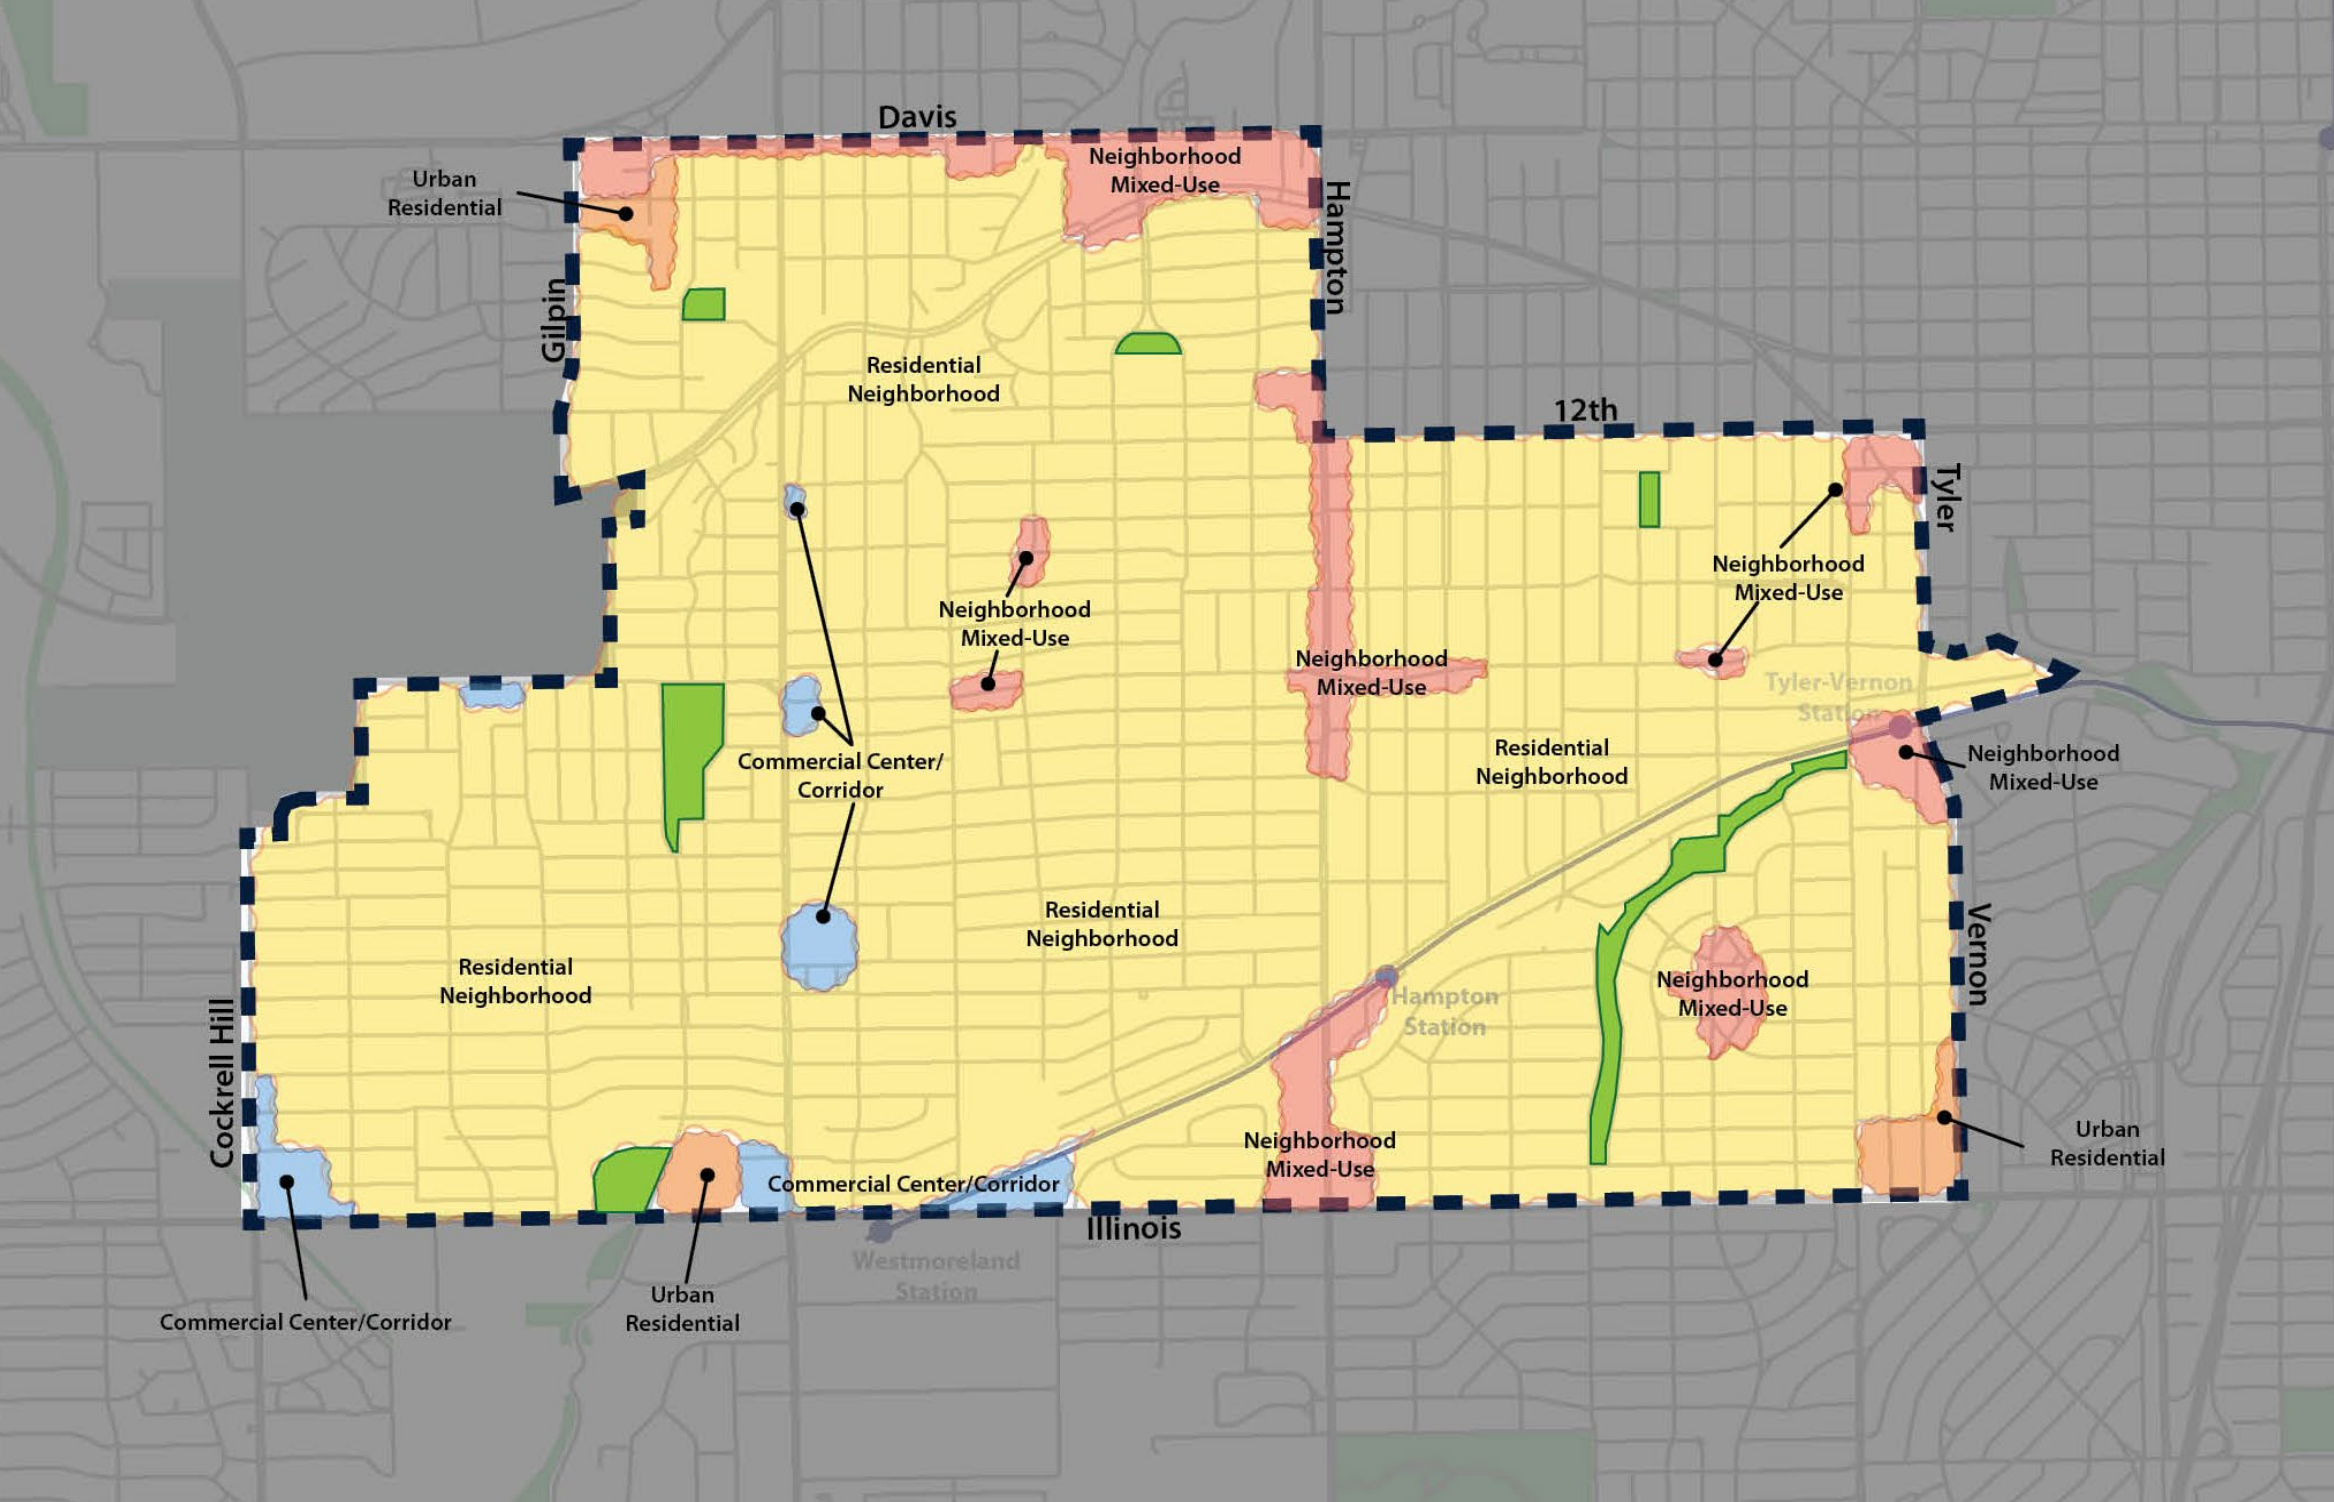 Davis
Neighborhood
Mixed-Use
Urban
Residential
Hampton
Gilpin
Residential
Neighborhood
12th
Tyler
Neighborhood
Mixed-Use
Neighborhood
Mixed-Use
Neighborhood
Mixed-Use
Tyler-Vernon
Station
Commercial Center/
Corridor
Residential
Neighborhood
Neighborhood
Mixed-Use
Residential
Neighborhood
Residential
Neighborhood
Vernon
Neighborhood
Mixed-Use
Hampton
Station
Cockrell Hill
Neighborhood
Mixed-Use
Urban
Residential
Commercial Center/Corridor
Illinois
Westmoreland
Station
Urban
Residential
Commercial Center/Corridor